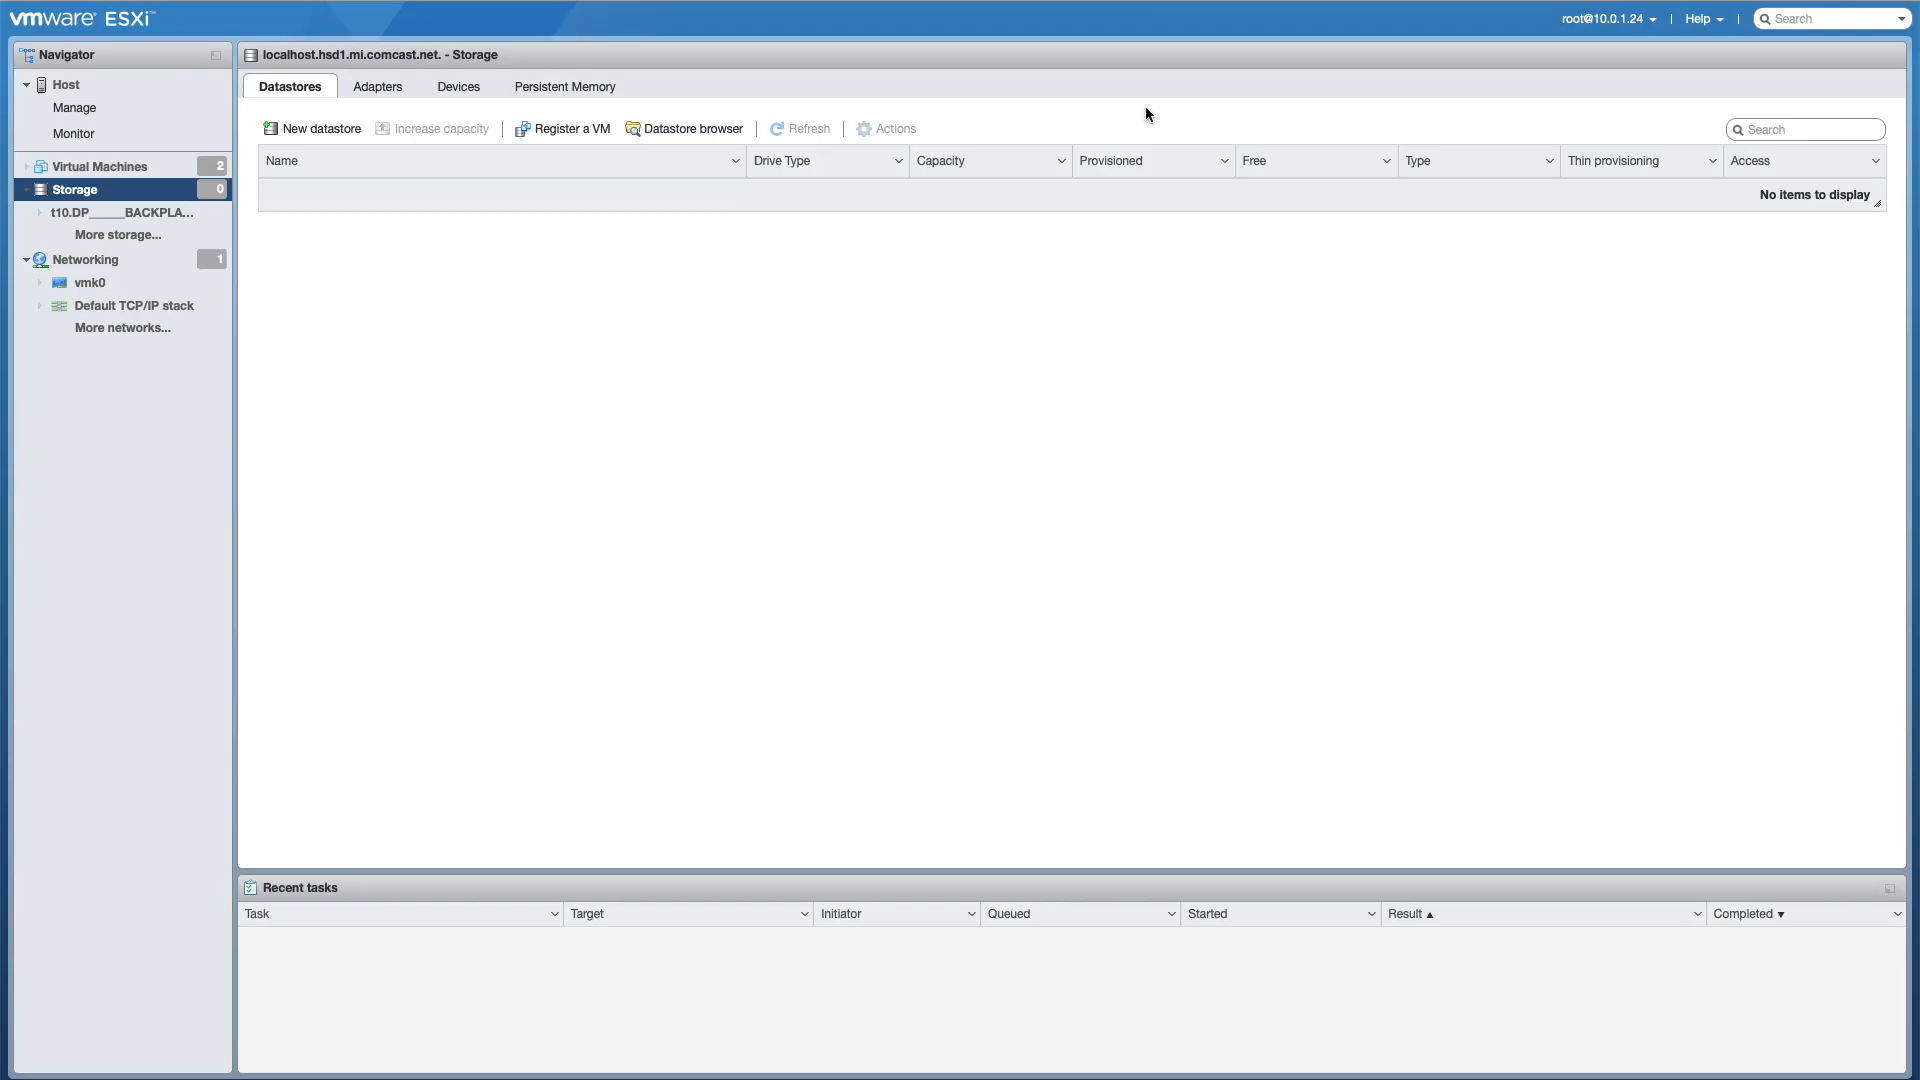 vmware ESXi™
root@10.0.1.24
Help
Search
Navigator
Host
Manage
Monitor
Virtual Machines 2
Storage 0
t10.DP______BACKPLA...
More storage...
Networking 1
vmk0
Default TCP/IP stack
More networks...
localhost.hsd1.mi.comcast.net. - Storage
Datastores Adapters Devices Persistent Memory
New datastore Increase capacity Register a VM Datastore browser Refresh Actions Search
Name Drive Type Capacity Provisioned Free Type Thin provisioning Access
No items to display
Recent tasks
Task Target Initiator Queued Started Result ▲ Completed ▼